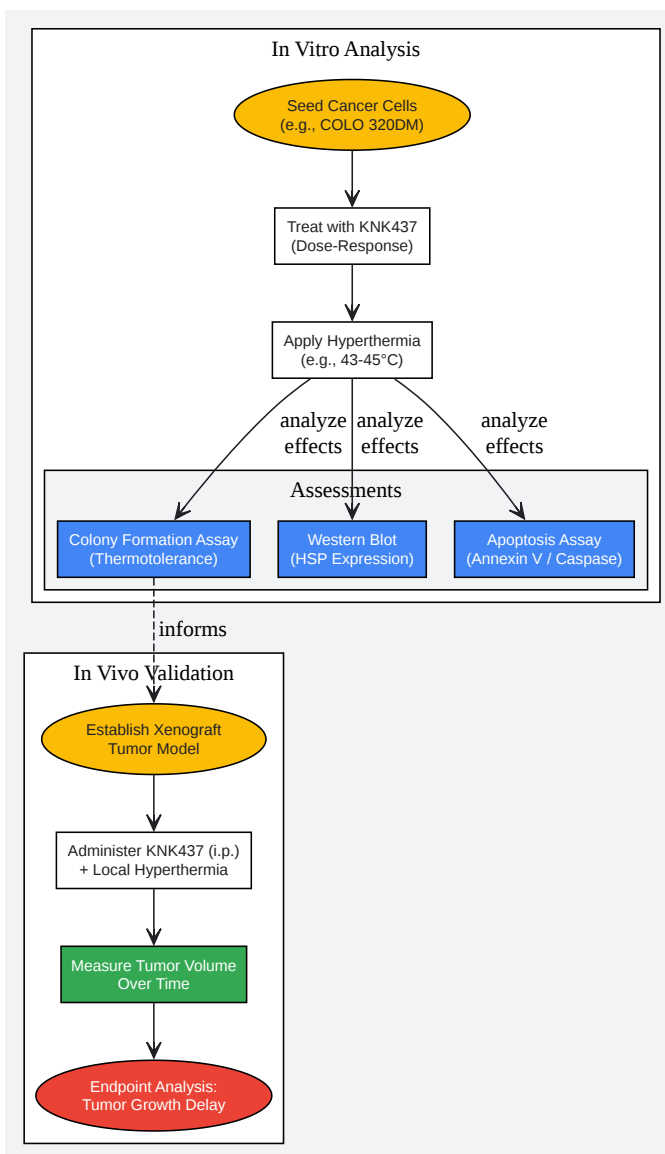 In Vitro Analysis
Seed Cancer Cells
(e.g., COLO 320DM)
Treat with KNK437
(Dose-Response)
Apply Hyperthermia
(e.g., 43-45°C)
analyze
effects
analyze
effects
analyze
effects
Assessments
Colony Formation Assay
(Thermotolerance)
Western Blot
(HSP Expression)
Apoptosis Assay
(Annexin V / Caspase)
informs
In Vivo Validation
Establish Xenograft
Tumor Model
Administer KNK437 (i.p.)
+ Local Hyperthermia
Measure Tumor Volume
Over Time
Endpoint Analysis:
Tumor Growth Delay